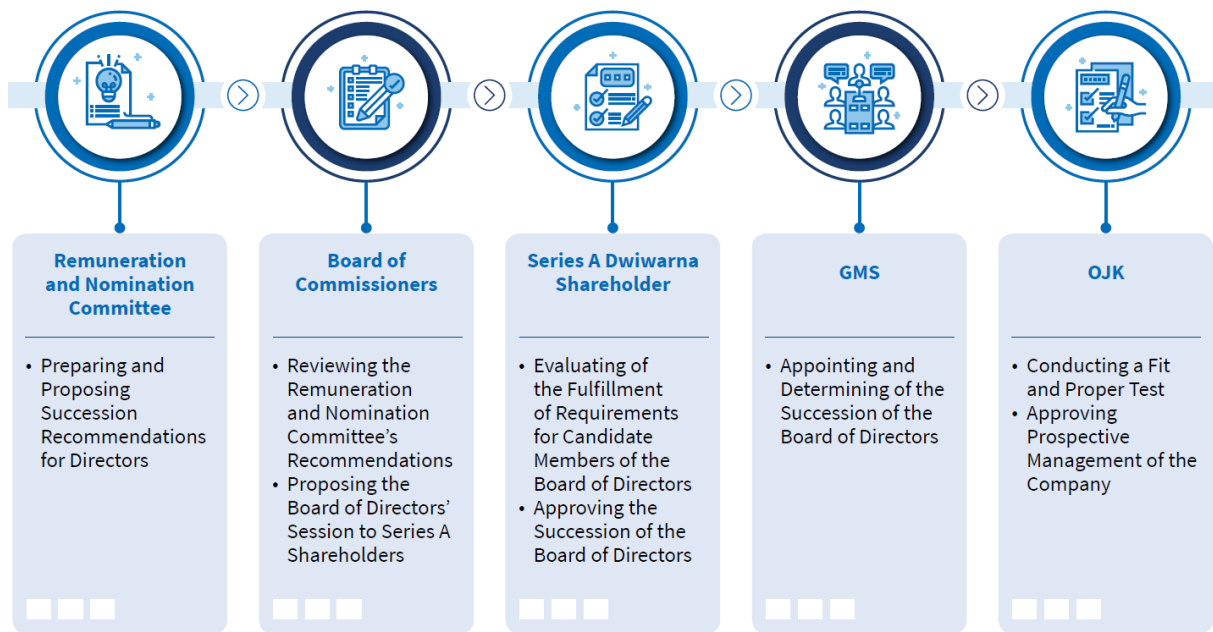 Remuneration
and Nomination
Committee
• Preparing and
Proposing
Succession
Recommendations
for Directors
Board of
Commissioners
• Reviewing the
Remuneration
and Nomination
Committee's
Recommendations
• Proposing the
Board of Directors'
Session to Series A
Shareholders
Series A Dwiwarna
Shareholder
• Evaluating of
the Fulfillment
of Requirements
for Candidate
Members of the
Board of Directors
• Approving the
Succession of the
Board of Directors
GMS
• Appointing and
Determining of the
Succession of the
Board of Directors
OJK
• Conducting a Fit
and Proper Test
• Approving
Prospective
Management of the
Company